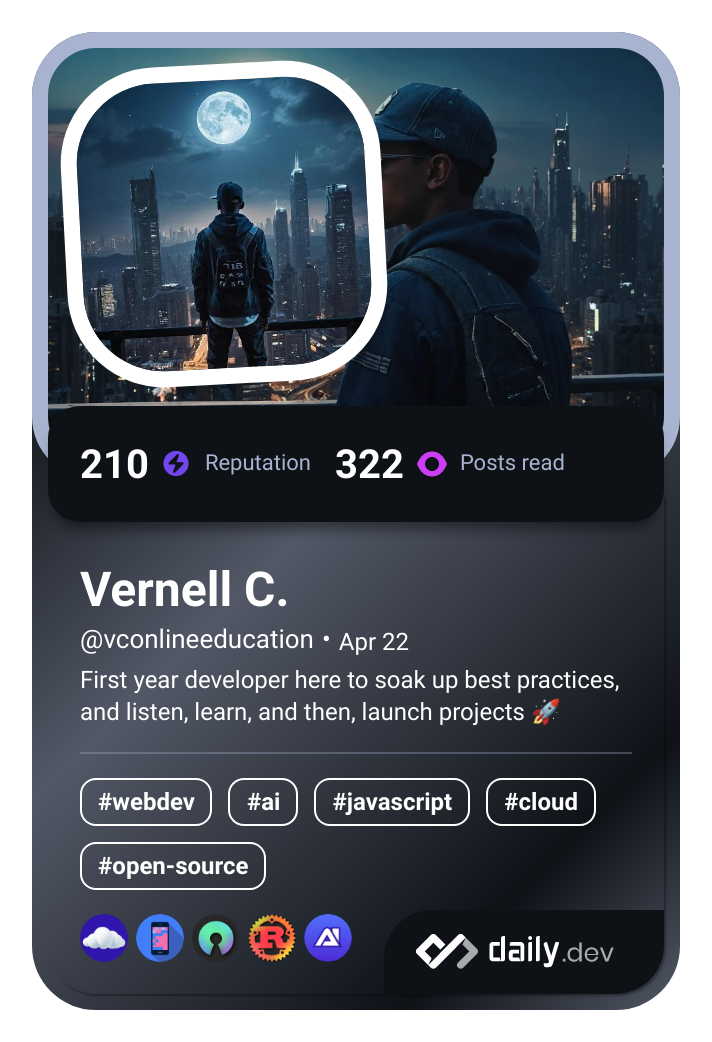 210 Reputation 322 Posts read
Vernell C.
@vconlineeducation • Apr 22
First year developer here to soak up best practices,
and listen, learn, and then, launch projects 🚀
#webdev #ai #javascript #cloud
#open-source
R
daily.dev